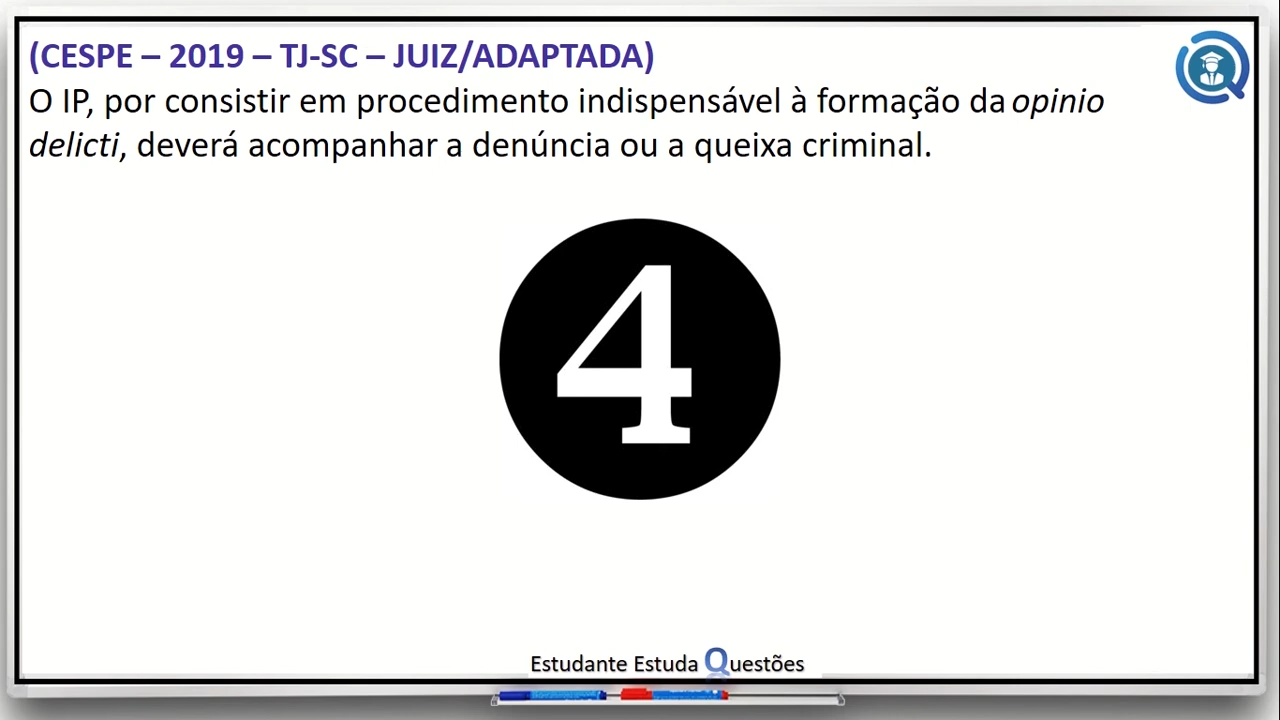 (CESPE – 2019 – TJ-SC – JUIZ/ADAPTADA)
O IP, por consistir em procedimento indispensável à formação da opinio
delicti, deverá acompanhar a denúncia ou a queixa criminal.
4
Estudante Estuda Questões